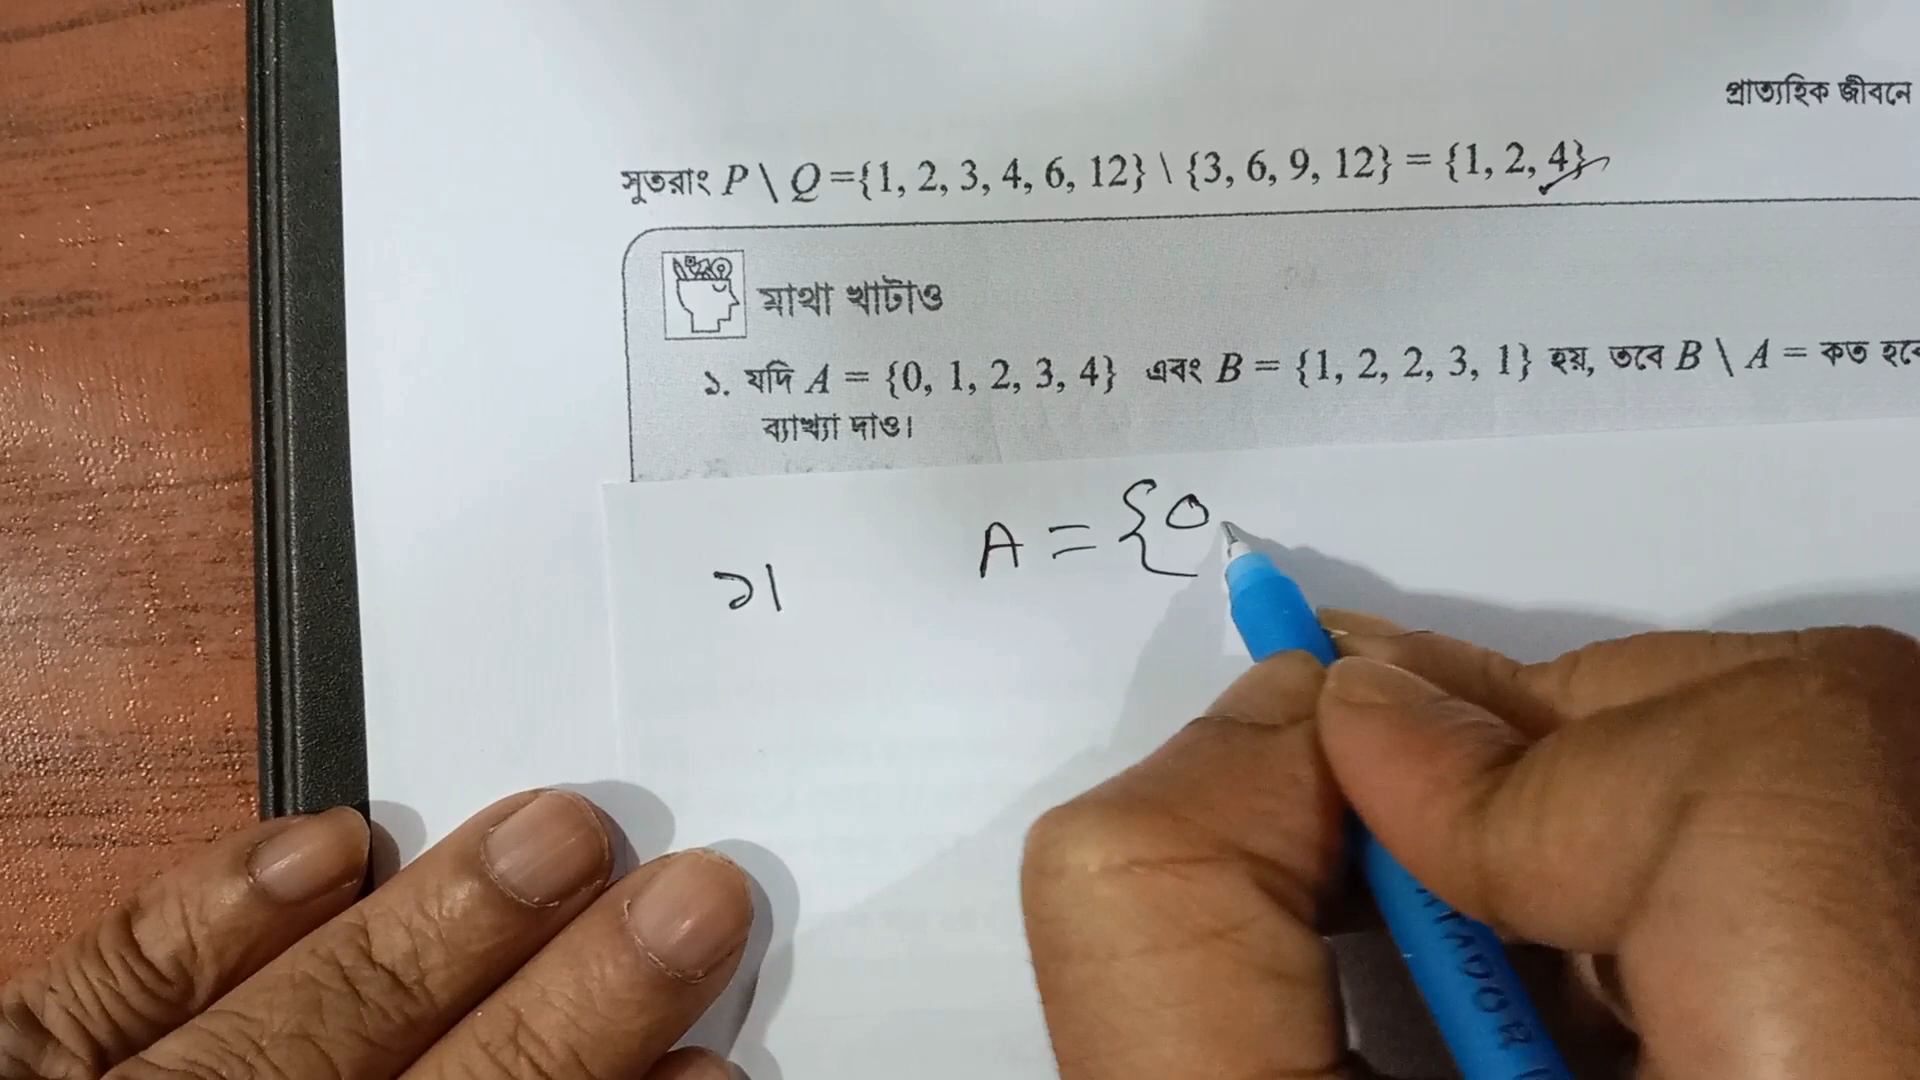 প্রাত্যহিক জীবনে
সুতরাং P \ Q ={1, 2, 3, 4, 6, 12} \ {3, 6, 9, 12} = {1, 2, 4}
মাথা খাটাও
১. যদি A = {0, 1, 2, 3, 4} এবং B = {1, 2, 2, 3, 1} হয়, তবে B \ A = কত হবে
ব্যাখ্যা দাও।
A = {0,
১।